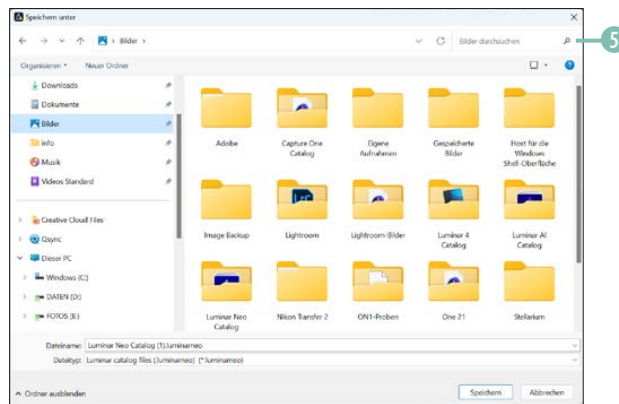 Speichern unter
Bilder
Bilder durchsuchen
5
Organisieren
Neuer Ordner
Downloads
Dokumente
Bilder
info
Musik
Videos Standard
Creative Cloud Files
Qsync
Dieser PC
Windows (C:)
DATEN (D:)
FOTOS (E:)
Adobe
Capture One
Catalog
Eigene
Aufnahmen
Gespeicherte
Bilder
Host für die
Windows
Shell-Oberfläche
Image Backup
Lightroom
Lightroom-Bilder
Luminar 4
Catalog
Luminar AI
Catalog
Luminar Neo
Catalog
Nikon Transfer 2
ON1-Proben
One 21
Stellarium
Dateiname: Luminar Neo Catalog (1).luminarneo
Dateityp: Luminar catalog files (.luminarneo) (*.luminarneo)
Ordner ausblenden
Speichern
Abbrechen